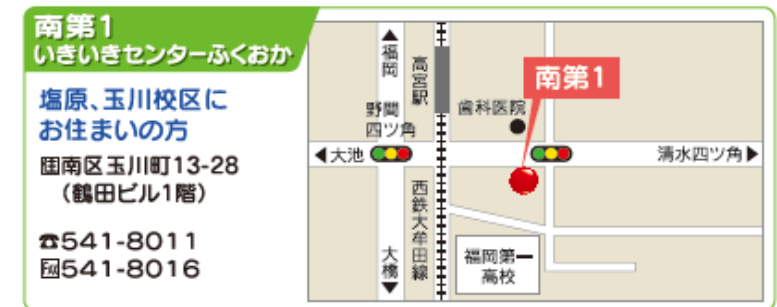 南第1
いきいきセンターふくおか
塩原、玉川校区に
お住まいの方
南区玉川町13-28
(鶴田ビル1階)
☎541-8011
FAX541-8016
▲福岡
高宮駅
野間四ツ角
歯科医院
南第1
◀大池
清水四ツ角▶
西鉄大牟田線
大橋▼
福岡第一
高校